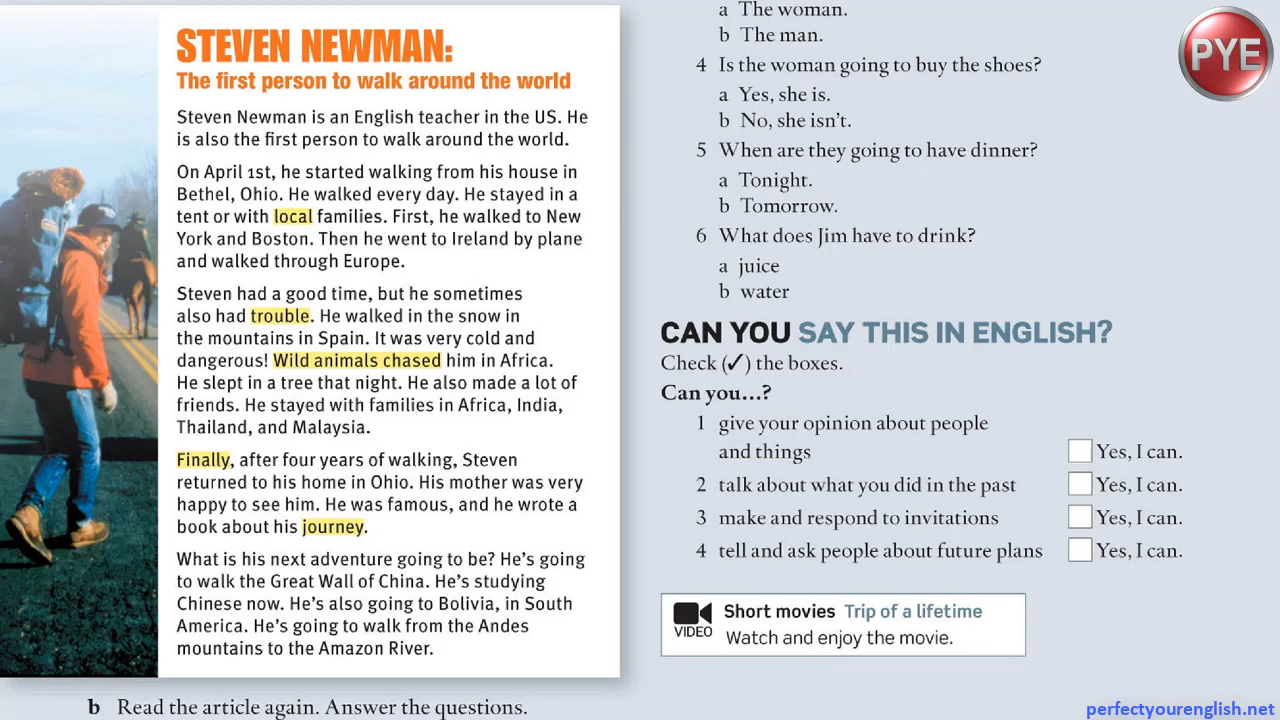 STEVEN NEWMAN:
The first person to walk around the world
Steven Newman is an English teacher in the US. He
is also the first person to walk around the world.
On April 1st, he started walking from his house in
Bethel, Ohio. He walked every day. He stayed in a
tent or with local families. First, he walked to New
York and Boston. Then he went to Ireland by plane
and walked through Europe.
Steven had a good time, but he sometimes
also had trouble. He walked in the snow in
the mountains in Spain. It was very cold and
dangerous! Wild animals chased him in Africa.
He slept in a tree that night. He also made a lot of
friends. He stayed with families in Africa, India,
Thailand, and Malaysia.
Finally, after four years of walking, Steven
returned to his home in Ohio. His mother was very
happy to see him. He was famous, and he wrote a
book about his journey.
What is his next adventure going to be? He's going
to walk the Great Wall of China. He's studying
Chinese now. He's also going to Bolivia, in South
America. He's going to walk from the Andes
mountains to the Amazon River.
b Read the article again. Answer the questions.
a The woman.
b The man.
4 Is the woman going to buy the shoes?
a Yes, she is.
b No, she isn't.
5 When are they going to have dinner?
a Tonight.
b Tomorrow.
6 What does Jim have to drink?
a juice
b water
CAN YOU SAY THIS IN ENGLISH?
Check (✓) the boxes.
Can you...?
1 give your opinion about people
and things Yes, I can.
2 talk about what you did in the past Yes, I can.
3 make and respond to invitations Yes, I can.
4 tell and ask people about future plans Yes, I can.
VIDEO
Short movies Trip of a lifetime
Watch and enjoy the movie.
PYE
perfectyourenglish.net